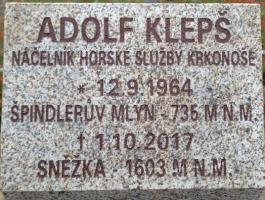 ADOLF KLEPŠ
NÁČELNÍK HORSKÉ SLUŽBY KRKONOŠE
* 12.9.1964
ŠPINDLERŮV MLÝN - 735 M N.M.
† 1.10.2017
SNĚŽKA - 1603 M N.M.